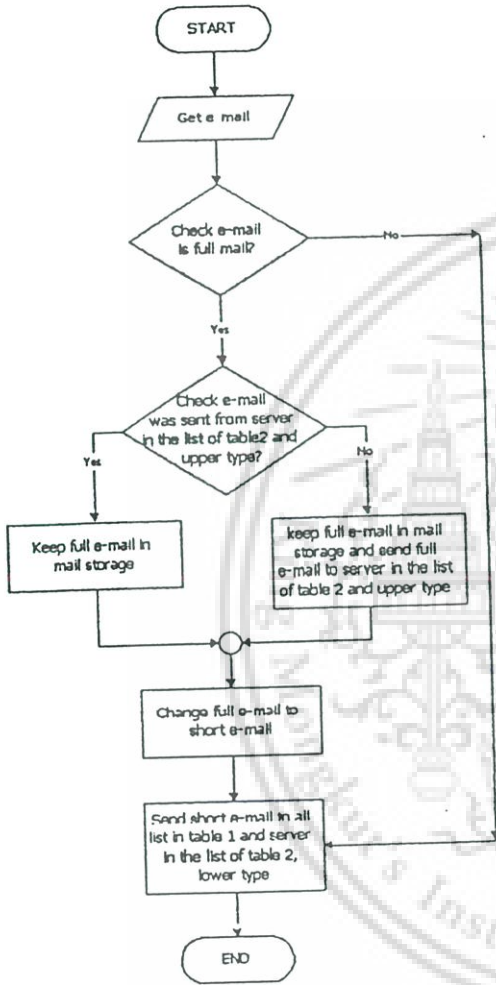 START
Get e mail
Check e-mail
Is full mail?
No
Yes
Check e-mail
was sent from server
in the list of table2 and
upper type?
Yes
No
Keep full e-mail in
mail storage
keep full e-mail in mail
storage and send full
e-mail to server in the list
of table 2 and upper type
Change full e-mail to
short e-mail
Send short e-mail in all
list in table 1 and server
in the list of table 2,
lower type
END
Mongkut's Inst